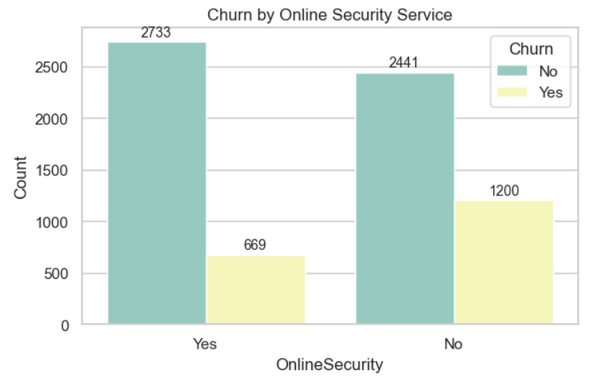 Churn by Online Security Service
2733
2441
Churn
No
Yes
2500
2000
1500
1000
500
0
669
1200
Count
Yes
No
OnlineSecurity